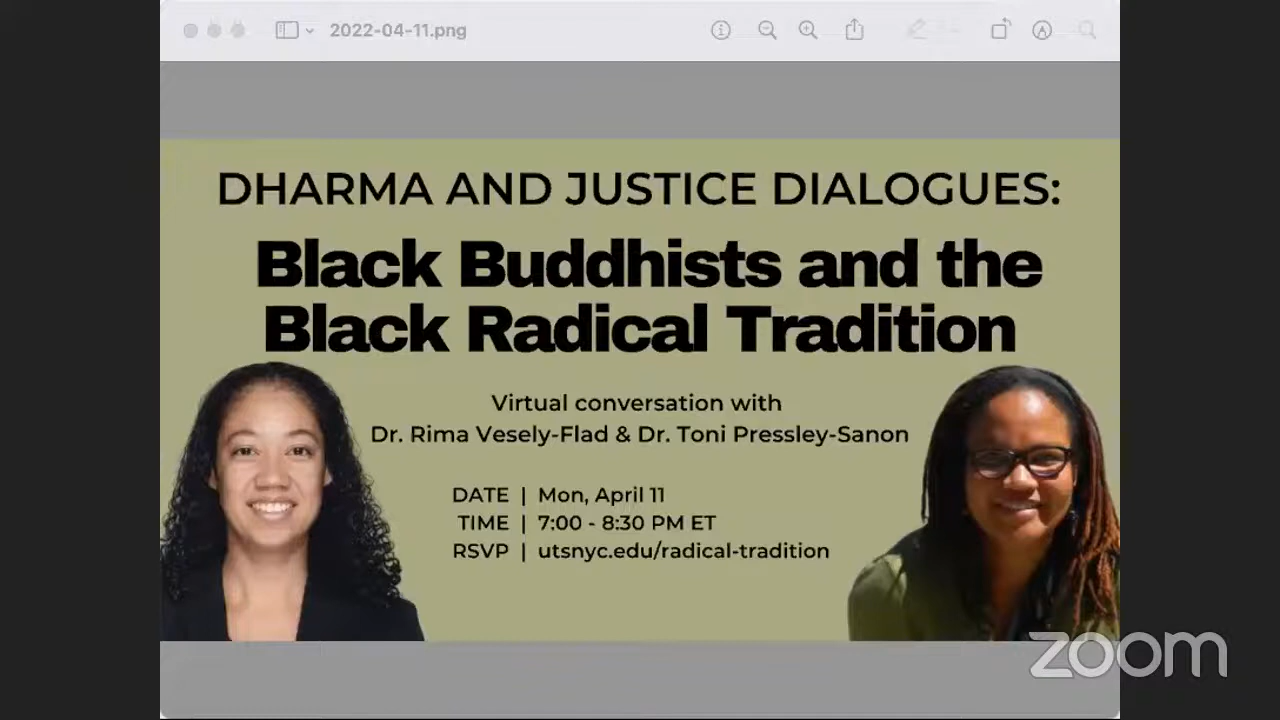 2022-04-11.png
DHARMA AND JUSTICE DIALOGUES:
Black Buddhists and the
Black Radical Tradition
Virtual conversation with
Dr. Rima Vesely-Flad & Dr. Toni Pressley-Sanon
DATE | Mon, April 11
TIME | 7:00 - 8:30 PM ET
RSVP | utsnyc.edu/radical-tradition
zoom